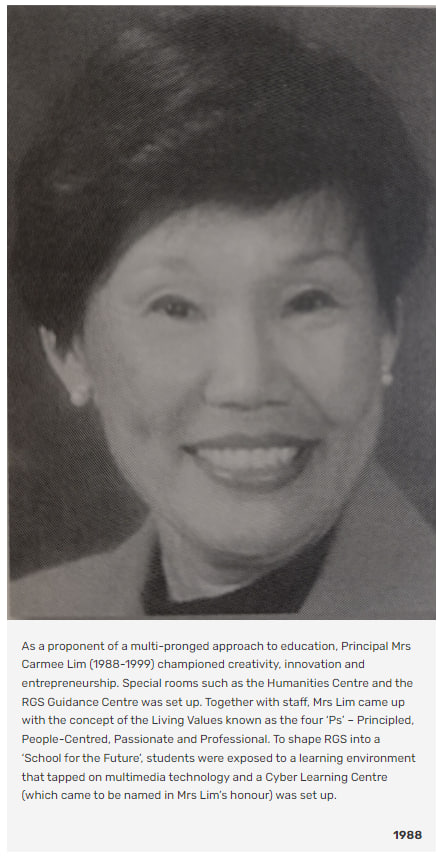 As a proponent of a multi-pronged approach to education, Principal Mrs
Carmee Lim (1988-1999) championed creativity, innovation and
entrepreneurship. Special rooms such as the Humanities Centre and the
RGS Guidance Centre was set up. Together with staff, Mrs Lim came up
with the concept of the Living Values known as the four ‘Ps’ – Principled,
People-Centred, Passionate and Professional. To shape RGS into a
‘School for the Future’, students were exposed to a learning environment
that tapped on multimedia technology and a Cyber Learning Centre
(which came to be named in Mrs Lim’s honour) was set up.
1988